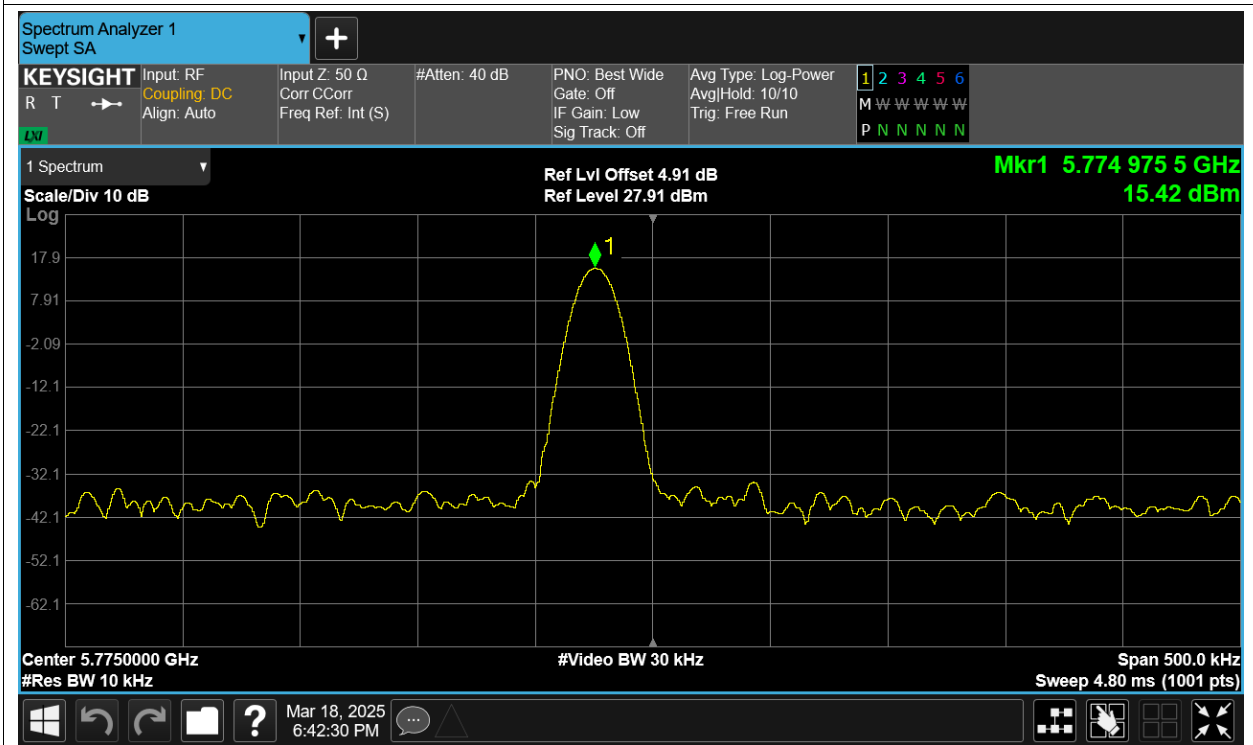 Spectrum Analyzer 1
Swept SA
KEYSIGHT
R T
LXI
Input: RF
Coupling: DC
Align: Auto
Input Z: 50 Ω
Corr CCorr
Freq Ref: Int (S)
#Atten: 40 dB
PNO: Best Wide
Gate: Off
IF Gain: Low
Sig Track: Off
Avg Type: Log-Power
Avg|Hold: 10/10
Trig: Free Run
1 2 3 4 5 6
M W W W W W
P N N N N N
1 Spectrum
Scale/Div 10 dB
Ref Lvl Offset 4.91 dB
Ref Level 27.91 dBm
Mkr1 5.774 975 5 GHz
15.42 dBm
Log
1
17.9
7.91
-2.09
-12.1
-22.1
-32.1
-42.1
-52.1
-62.1
Center 5.7750000 GHz
#Video BW 30 kHz
Span 500.0 kHz
#Res BW 10 kHz
Sweep 4.80 ms (1001 pts)
?
Mar 18, 2025
6:42:30 PM